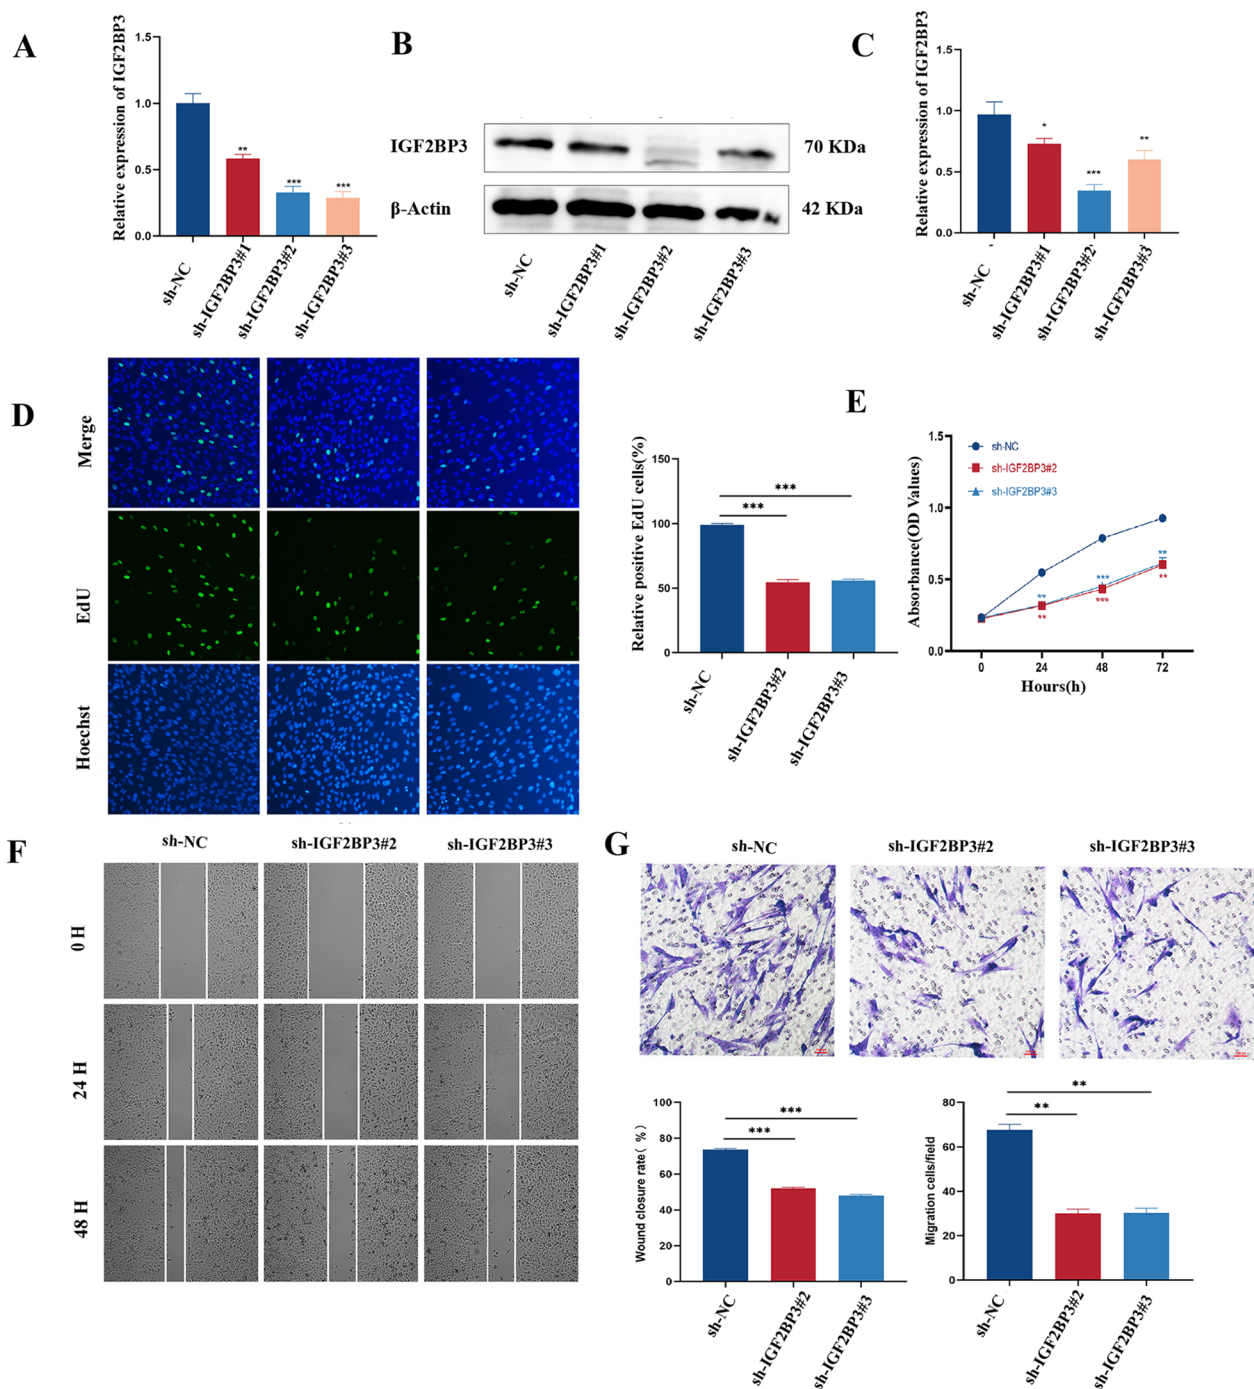 A
Relative expression of IGF2BP3
1.5
1.0
0.5
0.0
**
***
***
sh-NC
sh-IGF2BP3#1
sh-IGF2BP3#2
sh-IGF2BP3#3
B
IGF2BP3
70 KDa
β-Actin
42 KDa
sh-NC
sh-IGF2BP3#1
sh-IGF2BP3#2
sh-IGF2BP3#3
C
Relative expression of IGF2BP3
1.5
1.0
0.5
0.0
*
***
**
sh-NC
sh-IGF2BP3#1
sh-IGF2BP3#2
sh-IGF2BP3#3
D
Merge
EdU
Hoechst
Relative positive EdU cells(%)
150
100
50
0
***
***
sh-NC
sh-IGF2BP3#2
sh-IGF2BP3#3
E
Absorbance(OD Values)
1.5
1.0
0.5
0.0
sh-NC
sh-IGF2BP3#2
sh-IGF2BP3#3
**
**
***
***
**
**
0
24
48
72
Hours(h)
F
sh-NC
sh-IGF2BP3#2
sh-IGF2BP3#3
0 H
24 H
48 H
G
sh-NC
sh-IGF2BP3#2
sh-IGF2BP3#3
Wound closure rate( %)
100
80
60
40
20
0
***
***
sh-NC
sh-IGF2BP3#2
sh-IGF2BP3#3
Migration cells/field
80
60
40
20
0
**
**
sh-NC
sh-IGF2BP3#2
sh-IGF2BP3#3